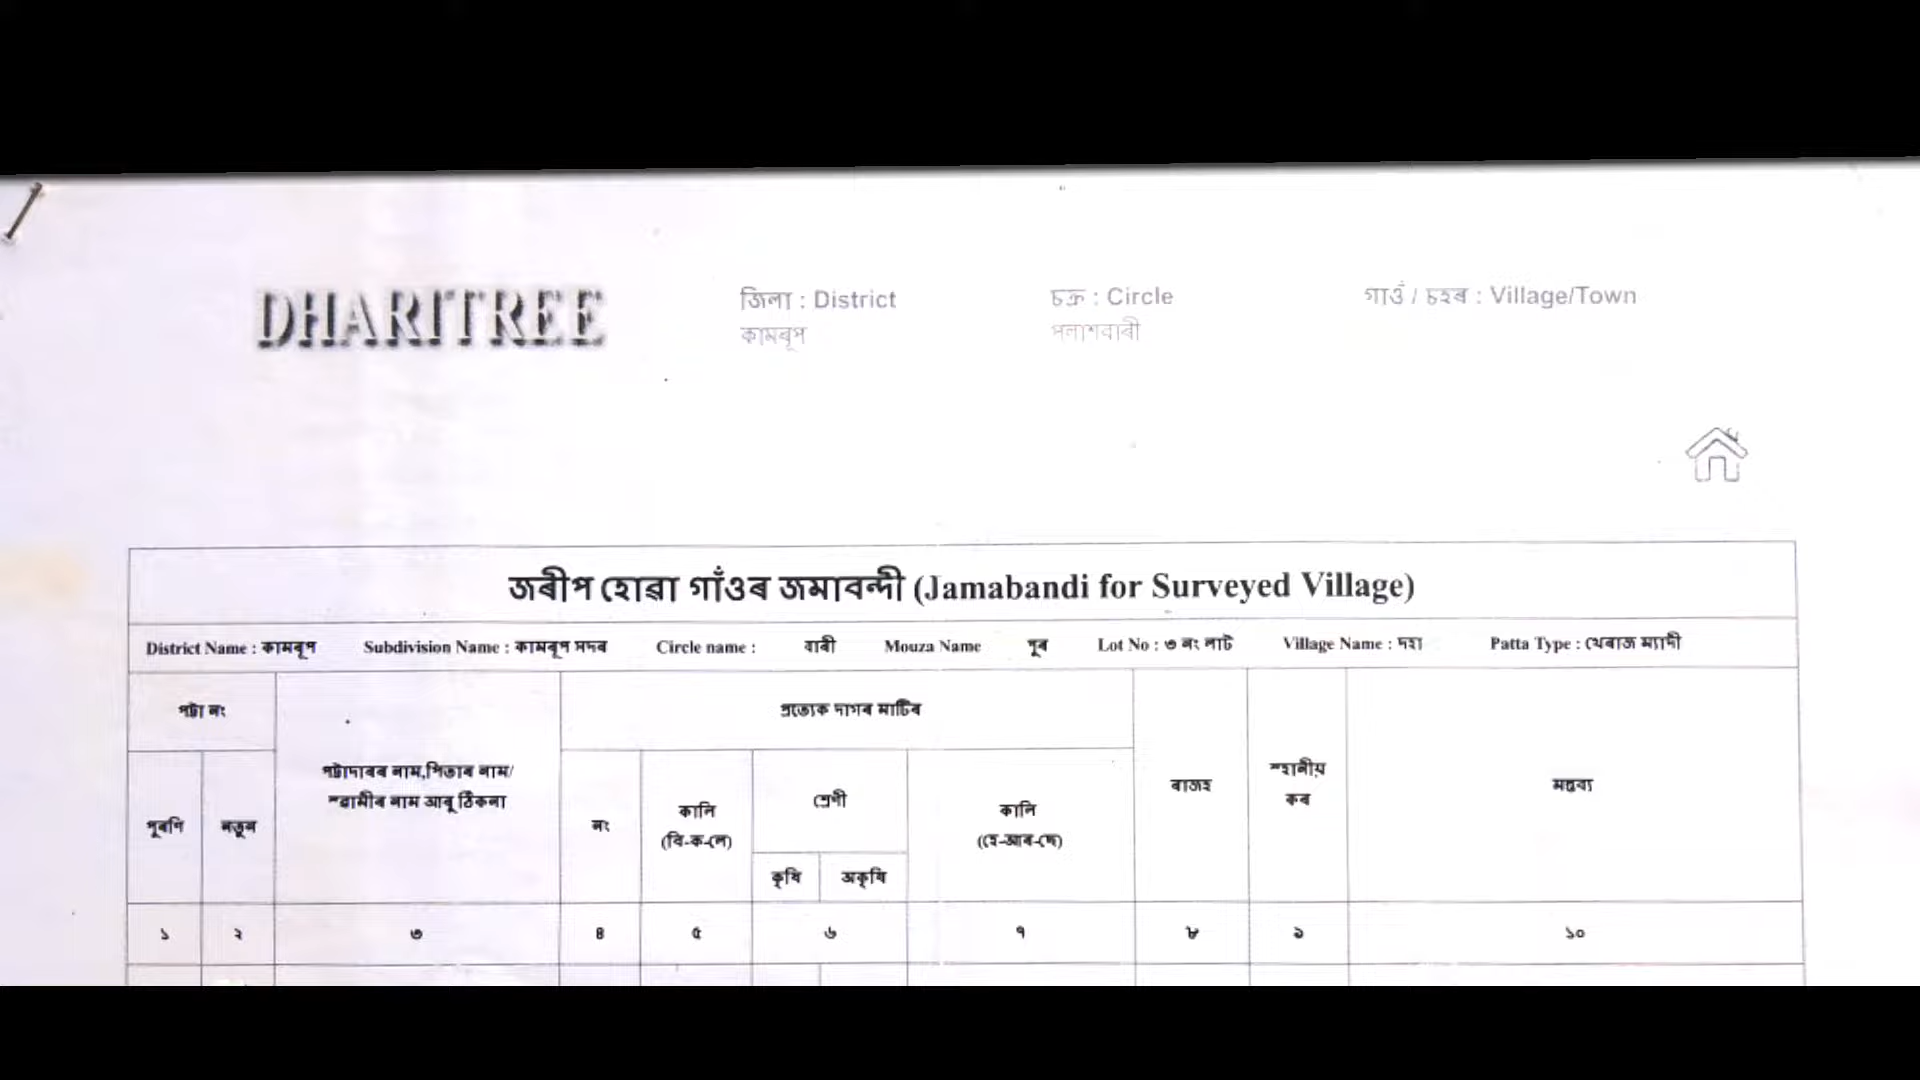 DHARITREE
জিলা : District
কামৰূপ
চক্ৰ : Circle
পলাশবাৰী
গাওঁ / চহৰ : Village/Town
জৰীপ হোৱা গাঁওৰ জমাবন্দী (Jamabandi for Surveyed Village)
District Name : কামৰূপ Subdivision Name : কামৰূপ সদৰ Circle name : বাৰী Mouza Name পূৰ Lot No : ৩ নং লাট Village Name : দহা Patta Type : খেৰাজ ম্যাদী
পট্টা নং
প্ৰত্যেক দাগৰ মাটিৰ
পট্টাদাৰৰ নাম,পিতাৰ নাম/
স্বামীৰ নাম আৰু ঠিকনা
ৰাজহ
স্হানীয়
কৰ
মন্তব্য
পূৰণি
নতুন
নং
কালি
(বি-ক-লে)
শ্ৰেণী
কালি
(হে-আৰ-ছে)
কৃষি
অকৃষি
১ ২ ৩ ৪ ৫ ৬ ৭ ৮ ৯ ১০